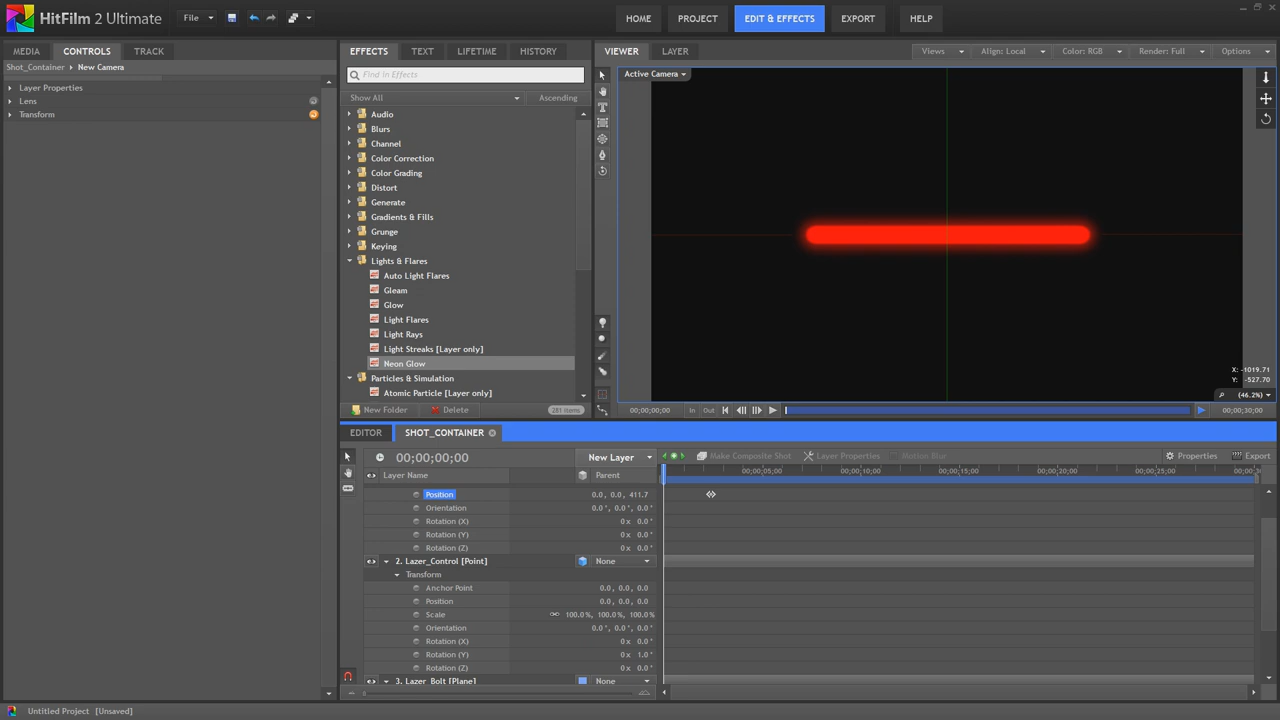 HitFilm 2 Ultimate
File
HOME
PROJECT
EDIT & EFFECTS
EXPORT
HELP
MEDIA
CONTROLS
TRACK
Shot_Container ▸ New Camera
Layer Properties
Lens
Transform
EFFECTS
TEXT
LIFETIME
HISTORY
Find in Effects
Show All
Ascending
Audio
Blurs
Channel
Color Correction
Color Grading
Distort
Generate
Gradients & Fills
Grunge
Keying
Lights & Flares
Auto Light Flares
Gleam
Glow
Light Flares
Light Rays
Light Streaks [Layer only]
Neon Glow
Particles & Simulation
Atomic Particle [Layer only]
New Folder
Delete
281 items
VIEWER
LAYER
Views
Align: Local
Color: RGB
Render: Full
Options
Active Camera
X: -1019.71
Y: -527.70
(46.2%)
00;00;00;00
In
Out
00;00;30;00
EDITOR
SHOT_CONTAINER
00;00;00;00
New Layer
Make Composite Shot
Layer Properties
Motion Blur
Properties
Export
Layer Name
Parent
00;00;05;00
00;00;10;00
00;00;15;00
00;00;20;00
00;00;25;00
Position 0.0, 0.0, 411.7
Orientation 0.0°, 0.0°, 0.0°
Rotation (X) 0 x 0.0°
Rotation (Y) 0 x 0.0°
Rotation (Z) 0 x 0.0°
2. Lazer_Control [Point] None
Transform
Anchor Point 0.0, 0.0, 0.0
Position 0.0, 0.0, 0.0
Scale 100.0%, 100.0%, 100.0%
Orientation 0.0°, 0.0°, 0.0°
Rotation (X) 0 x 0.0°
Rotation (Y) 0 x 1.0°
Rotation (Z) 0 x 0.0°
3. Lazer_Bolt [Plane] None
Untitled Project [Unsaved]